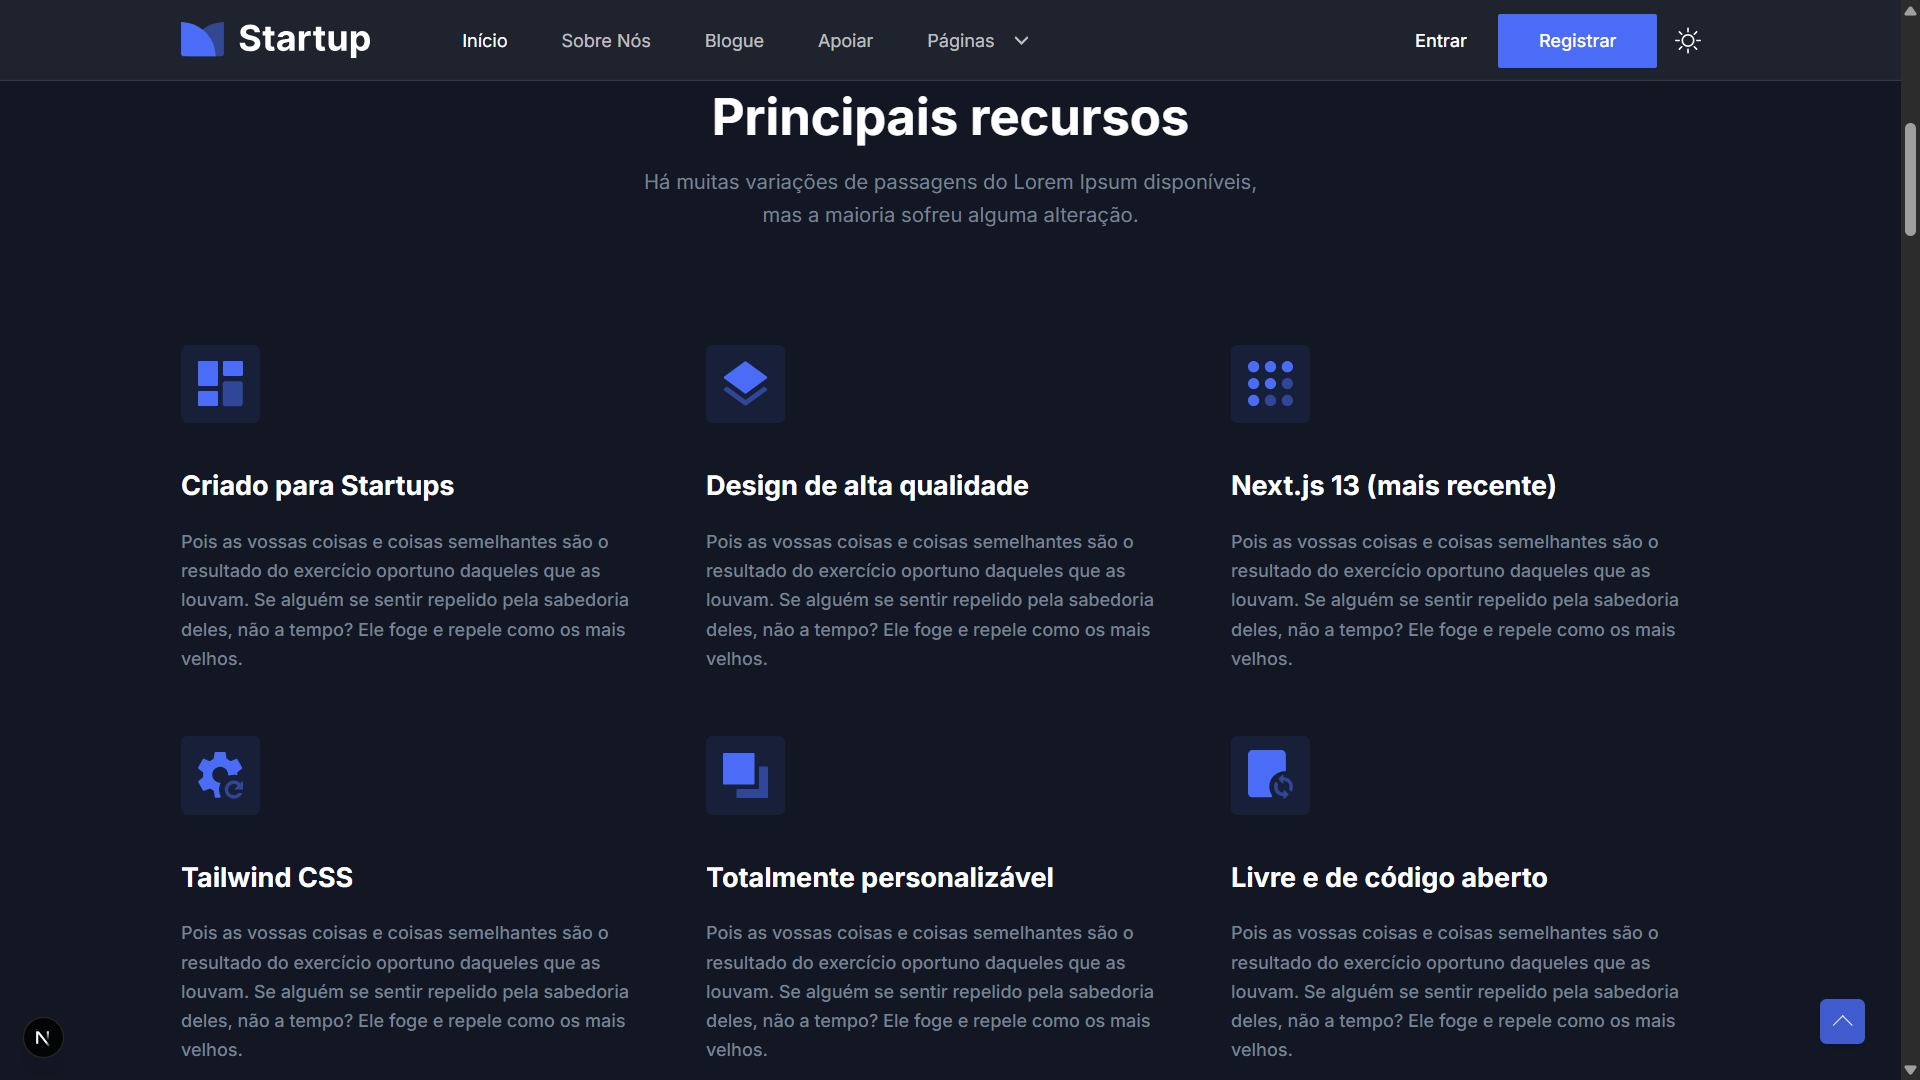 Startup
Início
Sobre Nós
Blogue
Apoiar
Páginas
Entrar
Registrar
Principais recursos
Há muitas variações de passagens do Lorem Ipsum disponíveis,
mas a maioria sofreu alguma alteração.
Criado para Startups
Pois as vossas coisas e coisas semelhantes são o
resultado do exercício oportuno daqueles que as
louvam. Se alguém se sentir repelido pela sabedoria
deles, não a tempo? Ele foge e repele como os mais
velhos.
Design de alta qualidade
Pois as vossas coisas e coisas semelhantes são o
resultado do exercício oportuno daqueles que as
louvam. Se alguém se sentir repelido pela sabedoria
deles, não a tempo? Ele foge e repele como os mais
velhos.
Next.js 13 (mais recente)
Pois as vossas coisas e coisas semelhantes são o
resultado do exercício oportuno daqueles que as
louvam. Se alguém se sentir repelido pela sabedoria
deles, não a tempo? Ele foge e repele como os mais
velhos.
Tailwind CSS
Pois as vossas coisas e coisas semelhantes são o
resultado do exercício oportuno daqueles que as
louvam. Se alguém se sentir repelido pela sabedoria
deles, não a tempo? Ele foge e repele como os mais
velhos.
Totalmente personalizável
Pois as vossas coisas e coisas semelhantes são o
resultado do exercício oportuno daqueles que as
louvam. Se alguém se sentir repelido pela sabedoria
deles, não a tempo? Ele foge e repele como os mais
velhos.
Livre e de código aberto
Pois as vossas coisas e coisas semelhantes são o
resultado do exercício oportuno daqueles que as
louvam. Se alguém se sentir repelido pela sabedoria
deles, não a tempo? Ele foge e repele como os mais
velhos.
N